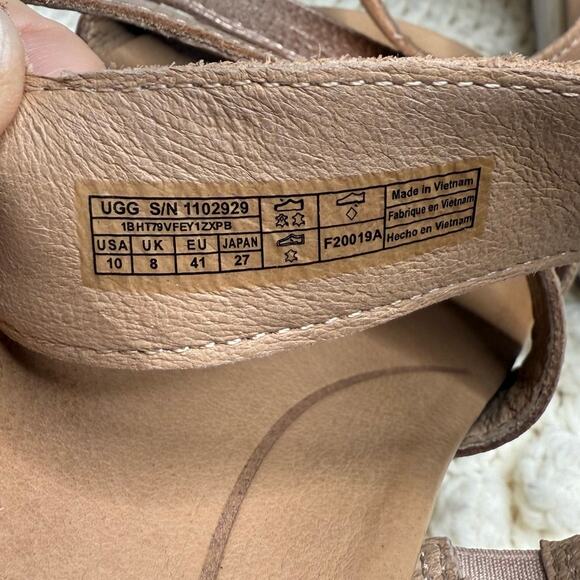 UGG S/N 1102929
1BHT79VFEY1ZXPB
USA UK EU JAPAN
10 8 41 27
F20019A
Made in Vietnam
Fabrique en Vietnam
Hecho en Vietnam